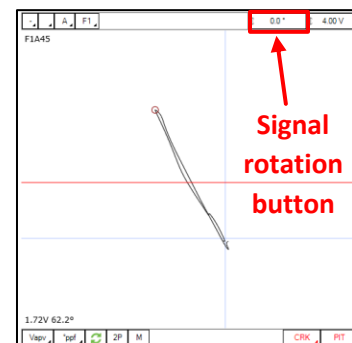 - A F1 0.0 ° 4.00 V
F1A45
Signal
rotation
button
1.72V 62.2°
Vapv "ppf 2P M CRK PIT